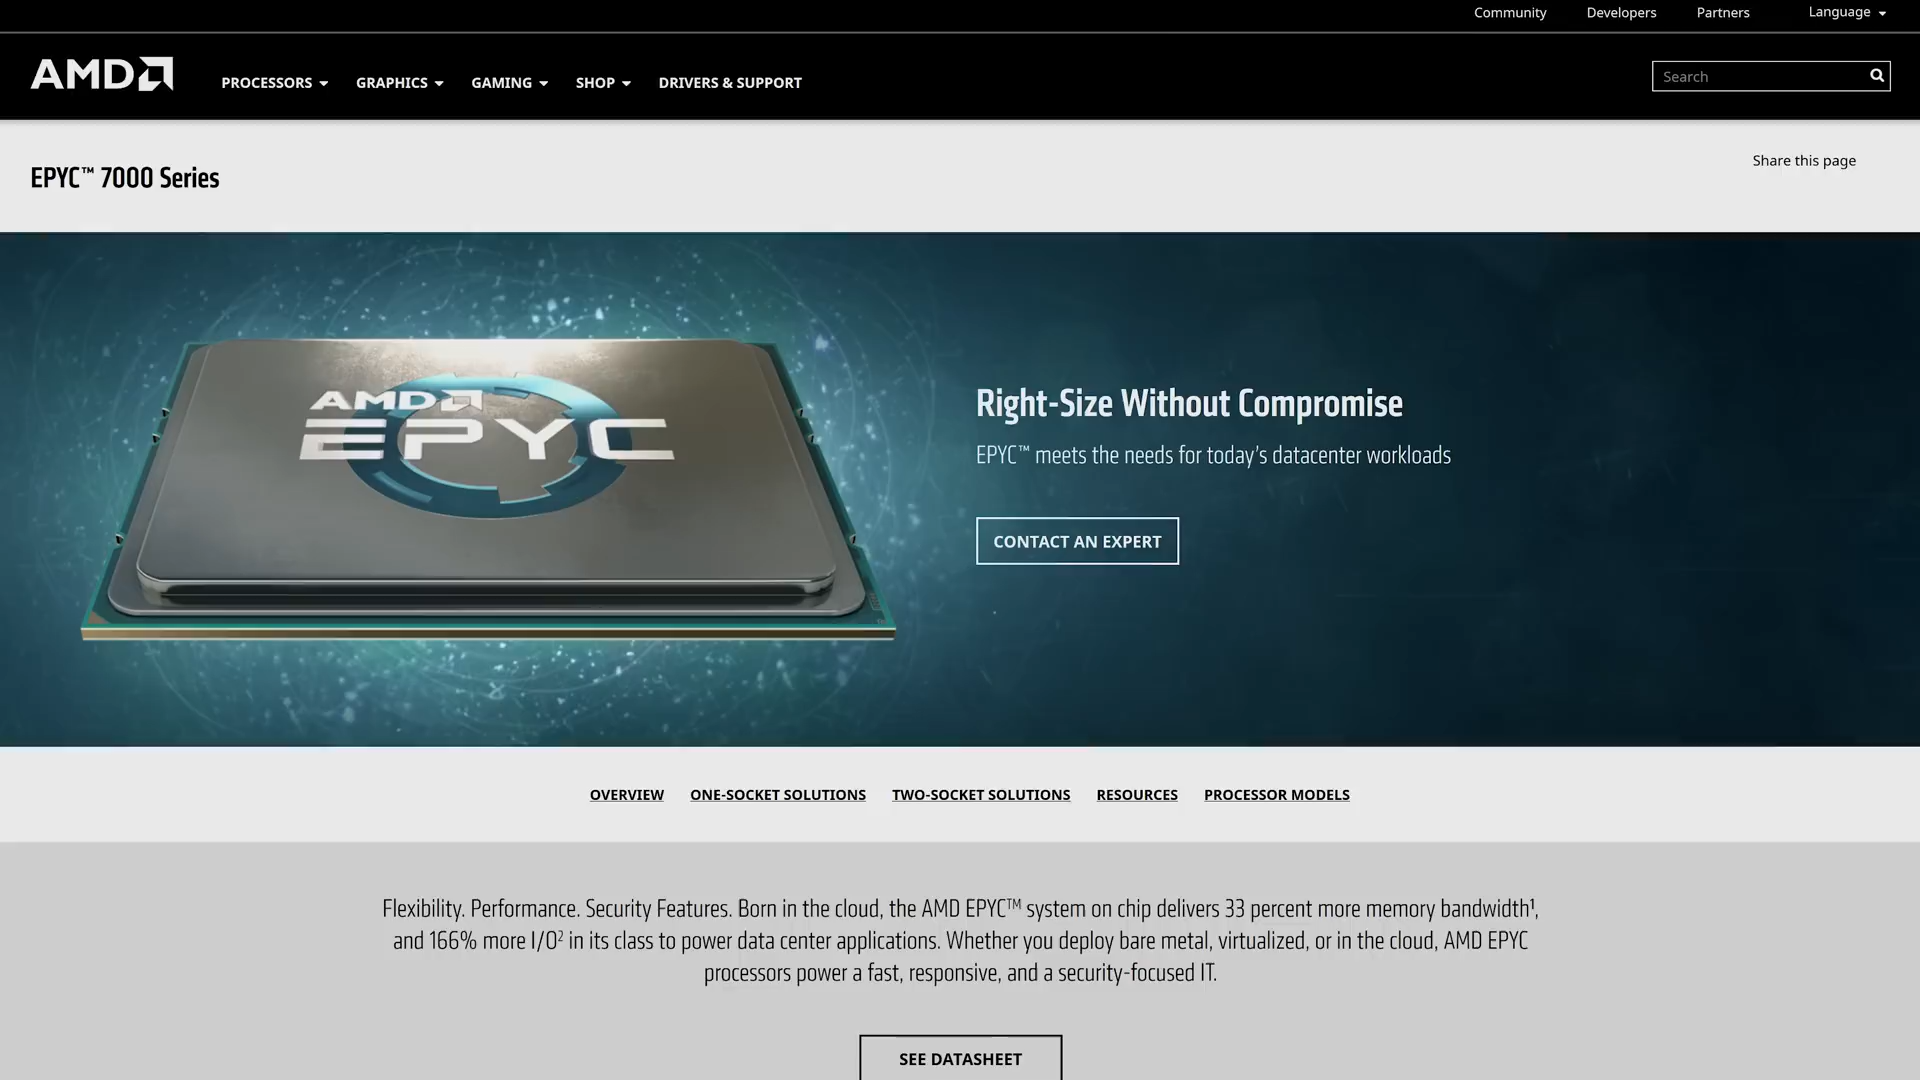 Community Developers Partners Language
AMD PROCESSORS GRAPHICS GAMING SHOP DRIVERS & SUPPORT Search
EPYC™ 7000 Series
Share this page
AMD
EPYC
Right-Size Without Compromise
EPYC™ meets the needs for today's datacenter workloads
CONTACT AN EXPERT
OVERVIEW ONE-SOCKET SOLUTIONS TWO-SOCKET SOLUTIONS RESOURCES PROCESSOR MODELS
Flexibility. Performance. Security Features. Born in the cloud, the AMD EPYC™ system on chip delivers 33 percent more memory bandwidth¹,
and 166% more I/O² in its class to power data center applications. Whether you deploy bare metal, virtualized, or in the cloud, AMD EPYC
processors power a fast, responsive, and a security-focused IT.
SEE DATASHEET